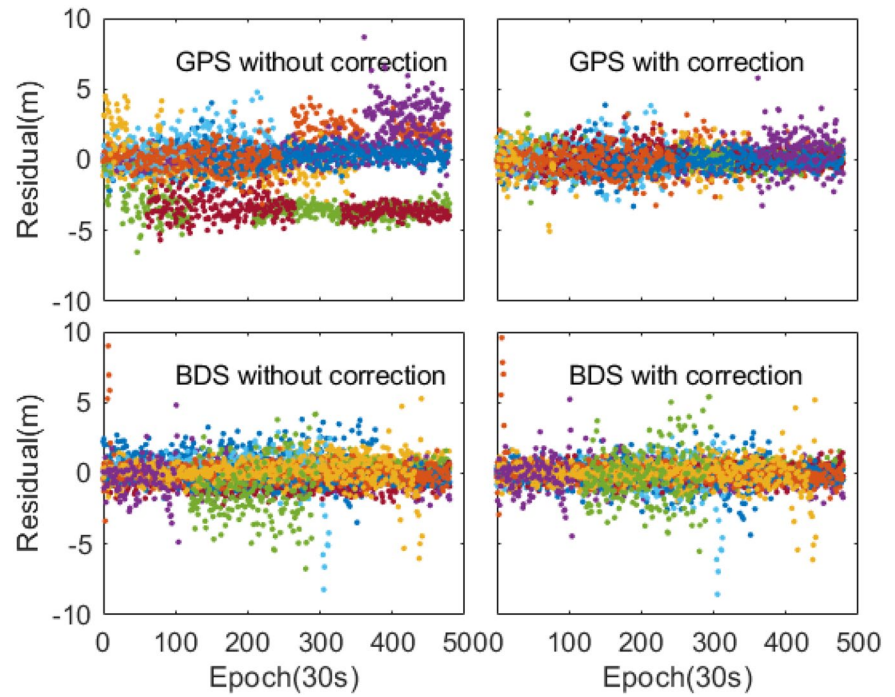 10
GPS without correction
GPS with correction
5
0
-5
-10
Residual(m)
10
BDS without correction
BDS with correction
5
0
-5
-10
Residual(m)
0 100 200 300 400 500
0 100 200 300 400 500
Epoch(30s)
Epoch(30s)